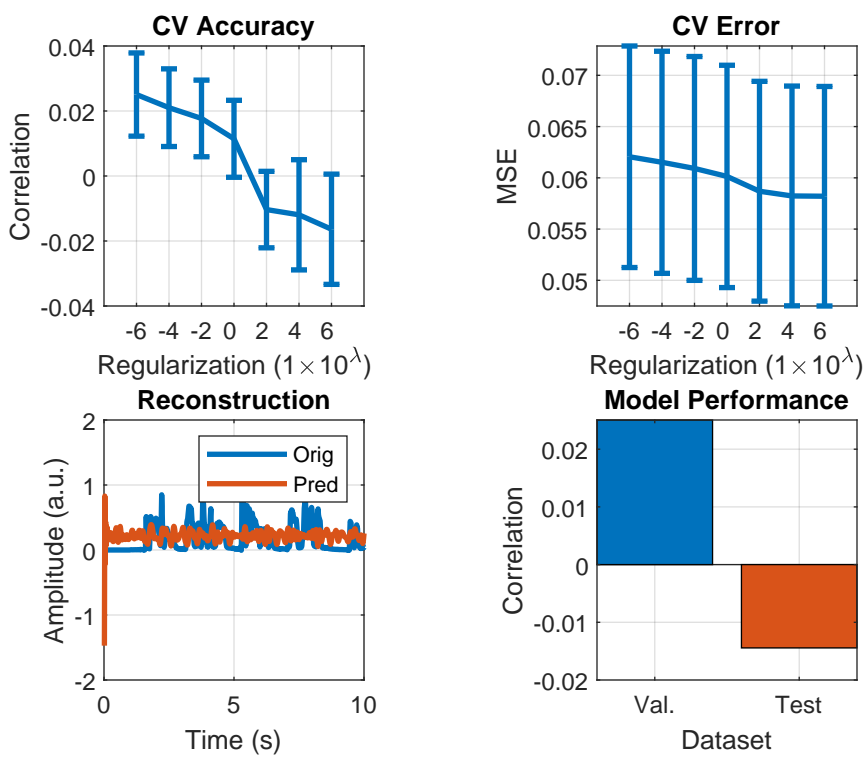 CV Accuracy
0.04
0.02
0
-0.02
-0.04
Correlation
-6 -4 -2 0 2 4 6
Regularization (1×10^λ)
CV Error
0.07
0.065
0.06
0.055
0.05
MSE
-6 -4 -2 0 2 4 6
Regularization (1×10^λ)
Reconstruction
2
1
0
-1
-2
Amplitude (a.u.)
Orig
Pred
0 5 10
Time (s)
Model Performance
0.02
0.01
0
-0.01
-0.02
Correlation
Val. Test
Dataset